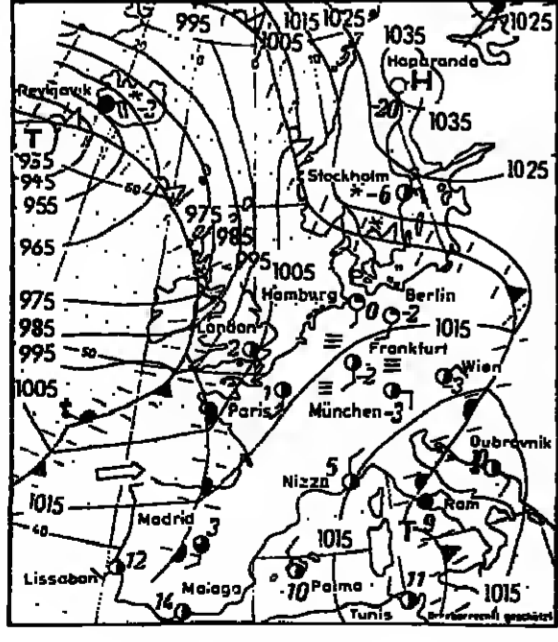 995
1015
1025
1025
1005
1035
Haparanda
H
-20
1035
Reykjavik
T
945
955
50
965
975
985
995
1005
1025
Stockholm
* -6
975
985
995
1005
Hamburg
0
Berlin
-2
1015
London
2
50
Frankfurt
-2
Wien
-3
Paris
1
München
-3
Dubrovnik
Nizza
5
Rom
T
9
1015
40
Madrid
3
1015
Lissabon
12
Malaga
14
Palma
10
Tunis
11
1015